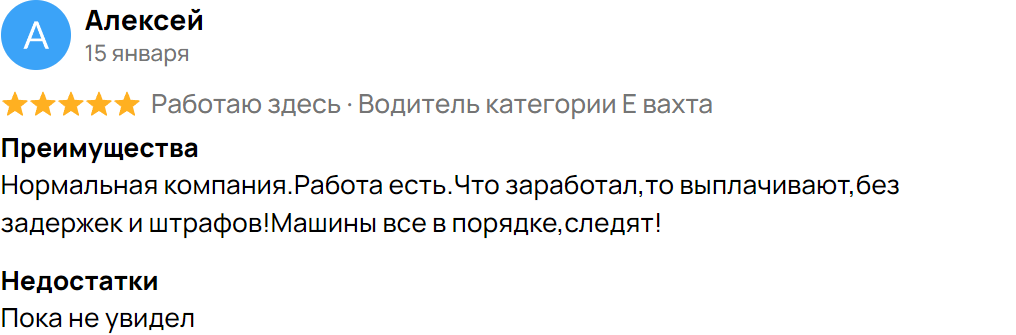 А
Алексей
15 января
Работаю здесь · Водитель категории Е вахта
Преимущества
Нормальная компания.Работа есть.Что заработал,то выплачивают,без
задержек и штрафов!Машины все в порядке,следят!
Недостатки
Пока не увидел